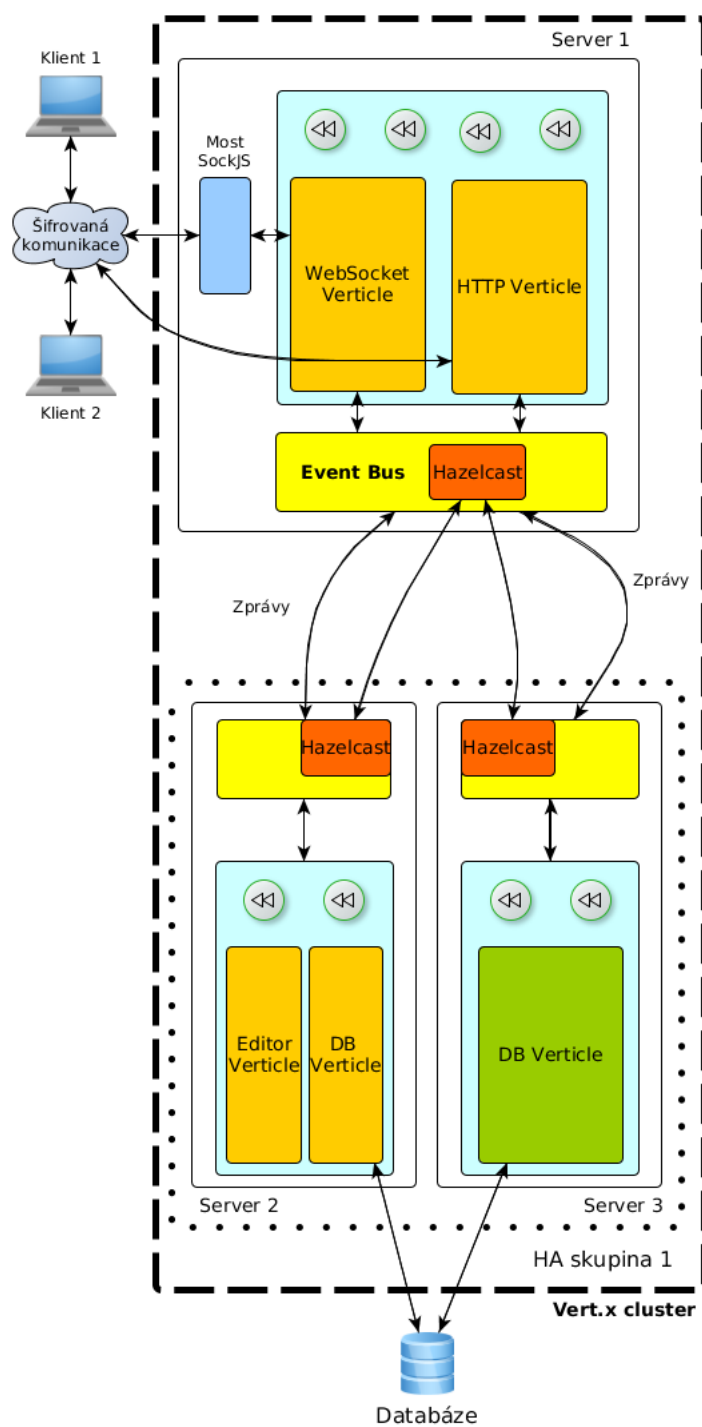 Server 1
Klient 1
Most
SockJS
Šifrovaná
komunikace
WebSocket
Verticle
HTTP Verticle
Klient 2
Event Bus
Hazelcast
Zprávy
Zprávy
Hazelcast
Hazelcast
Editor
Verticle
DB
Verticle
DB Verticle
Server 2
Server 3
HA skupina 1
Vert.x cluster
Databáze